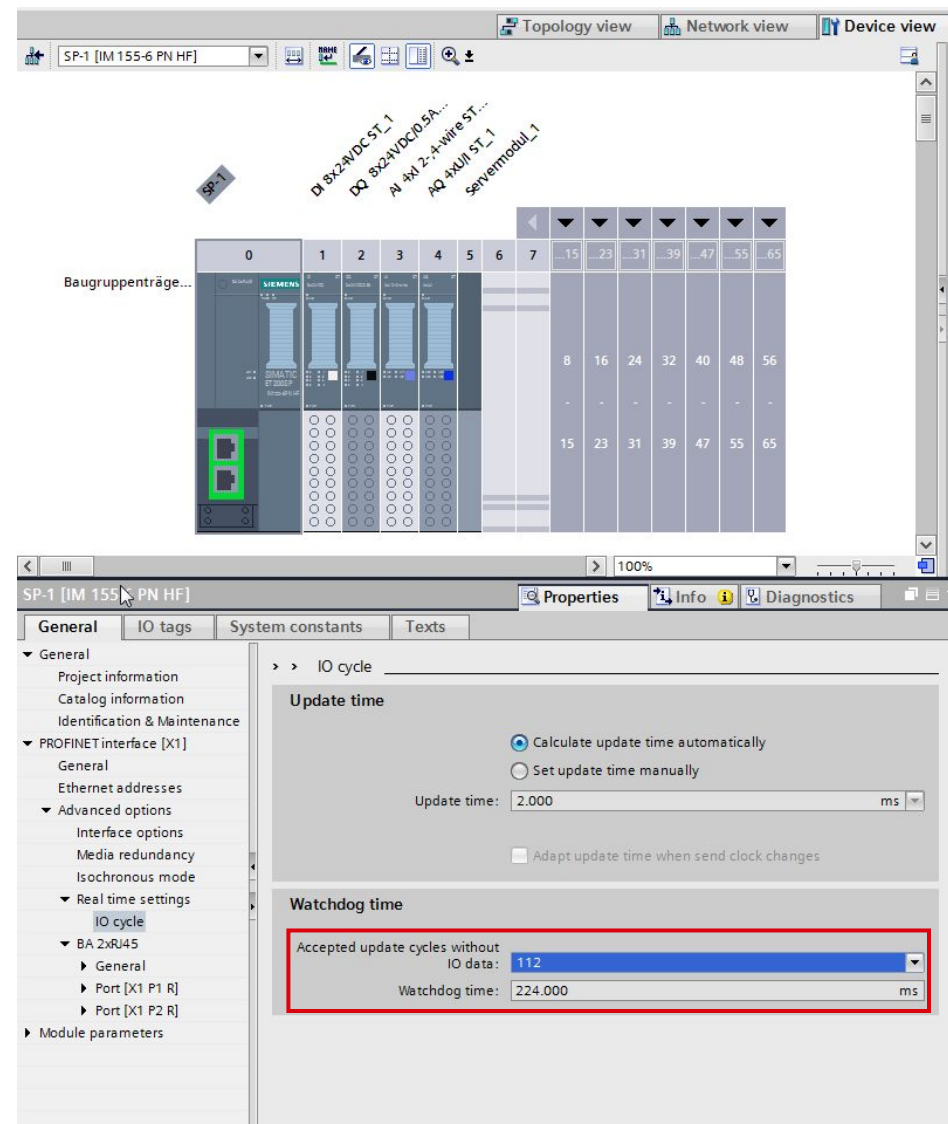 Topology view Network view Device view
SP-1 [IM 155-6 PN HF]
SP-1
DI 8x24VDC ST_1
DQ 8x24VDC/0.5A...
AI 4xI 2-,4-wire ST...
AQ 4xU/I ST_1
Servermodul_1
0 1 2 3 4 5 6 7 ...15 ...23 ...31 ...39 ...47 ...55 ...65
Baugruppenträge...
SIEMENS
SIMATIC
ET 200SP
8 16 24 32 40 48 56
- - - - - - -
15 23 31 39 47 55 65
100%
SP-1 [IM 155 PN HF]
Properties Info Diagnostics
General IO tags System constants Texts
General
Project information
Catalog information
Identification & Maintenance
PROFINET interface [X1]
General
Ethernet addresses
Advanced options
Interface options
Media redundancy
Isochronous mode
Real time settings
IO cycle
BA 2xRJ45
General
Port [X1 P1 R]
Port [X1 P2 R]
Module parameters
> > IO cycle
Update time
Calculate update time automatically
Set update time manually
Update time: 2.000 ms
Adapt update time when send clock changes
Watchdog time
Accepted update cycles without
IO data: 112
Watchdog time: 224.000 ms